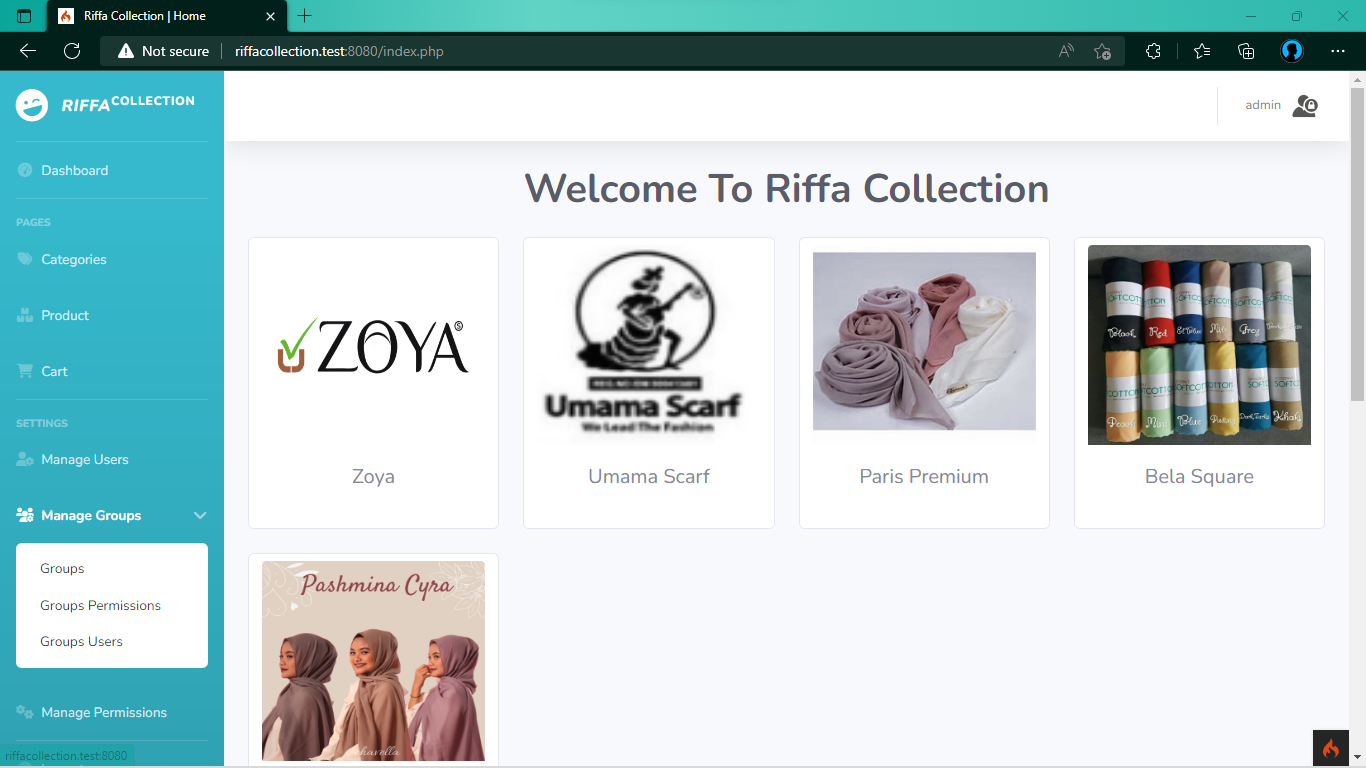 Riffa Collection | Home
Not secure
riffacollection.test:8080/index.php
RIFFA COLLECTION
admin
Dashboard
PAGES
Categories
Product
Cart
SETTINGS
Manage Users
Manage Groups
Groups
Groups Permissions
Groups Users
Manage Permissions
riffacollection.test:8080
Welcome To Riffa Collection
ZOYA
Zoya
Umama Scarf
We Lead The Fashion
Umama Scarf
Paris Premium
SOFTCOT
Black
Red
Milo
Grey
COTTON
Peach
Mint
Blue
Khaki
Bela Square
Pashmina Cyra